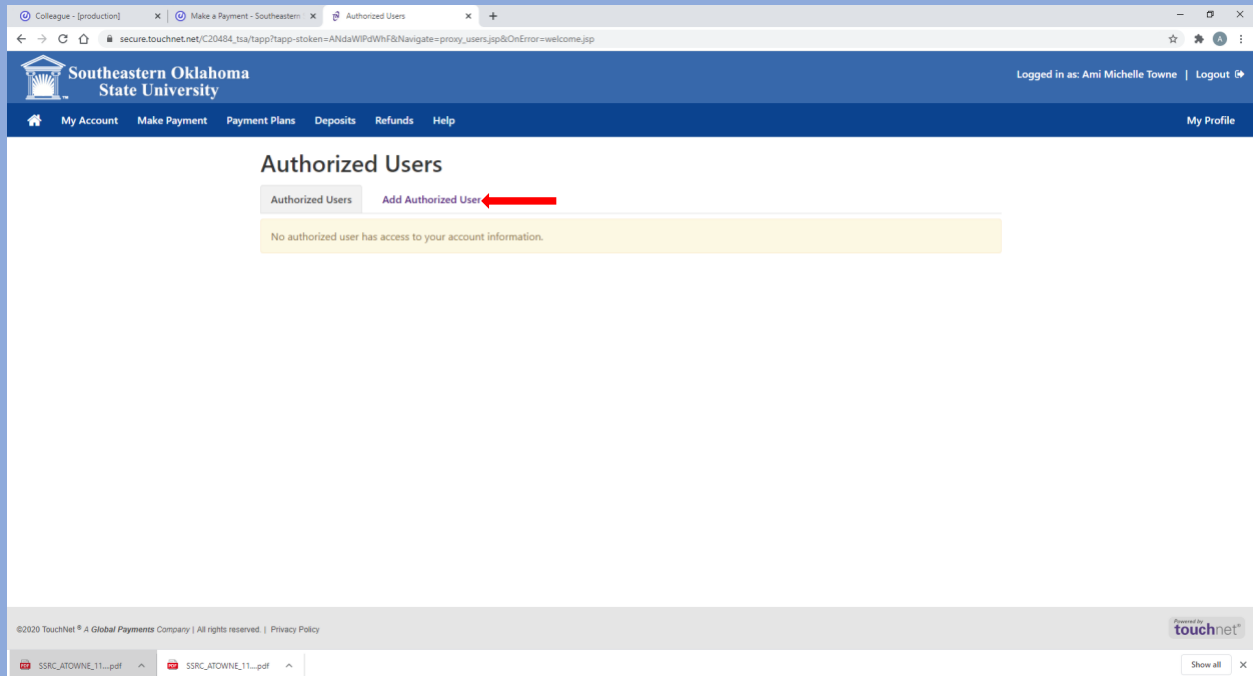 Colleague - [production] Make a Payment - Southeastern Authorized Users
secure.touchnet.net/C20484_tsa/tapp?tapp-stoken=ANdaWlPdWhF&Navigate=proxy_users.jsp&OnError=welcome.jsp A
Southeastern Oklahoma
State University
Logged in as: Ami Michelle Towne | Logout
My Account Make Payment Payment Plans Deposits Refunds Help My Profile
Authorized Users
Authorized Users Add Authorized User
No authorized user has access to your account information.
©2020 TouchNet ® A Global Payments Company | All rights reserved. | Privacy Policy
Powered by
touchnet®
SSRC_ATOWNE_11....pdf SSRC_ATOWNE_11....pdf Show all